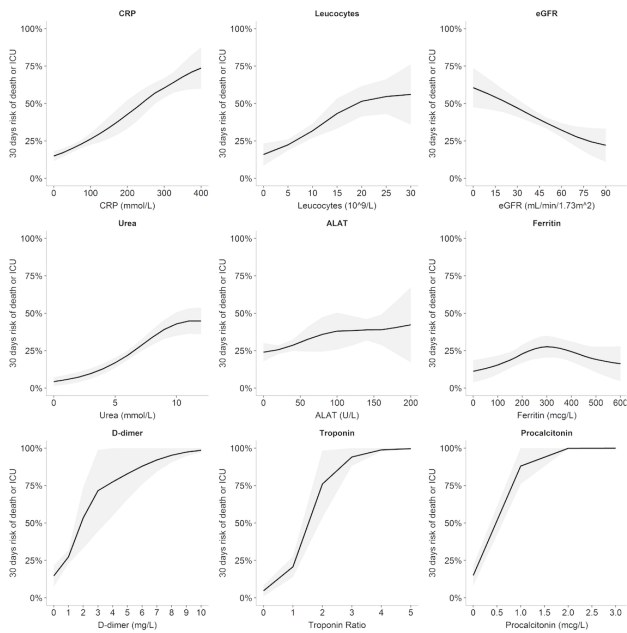 CRP
30 days risk of death or ICU
100%
75%
50%
25%
0%
0 100 200 300 400
CRP (mmol/L)
Leucocytes
30 days risk of death or ICU
100%
75%
50%
25%
0%
0 5 10 15 20 25 30
Leucocytes (10^9/L)
eGFR
30 days risk of death or ICU
100%
75%
50%
25%
0%
0 15 30 45 60 75 90
eGFR (mL/min/1.73m^2)
Urea
30 days risk of death or ICU
100%
75%
50%
25%
0%
0 5 10
Urea (mmol/L)
ALAT
30 days risk of death or ICU
100%
75%
50%
25%
0%
0 50 100 150 200
ALAT (U/L)
Ferritin
30 days risk of death or ICU
100%
75%
50%
25%
0%
0 100 200 300 400 500 600
Ferritin (mcg/L)
D-dimer
30 days risk of death or ICU
100%
75%
50%
25%
0%
0 1 2 3 4 5 6 7 8 9 10
D-dimer (mg/L)
Troponin
30 days risk of death or ICU
100%
75%
50%
25%
0%
0 1 2 3 4 5
Troponin Ratio
Procalcitonin
30 days risk of death or ICU
100%
75%
50%
25%
0%
0 0.5 1.0 1.5 2.0 2.5 3.0
Procalcitonin (mcg/L)